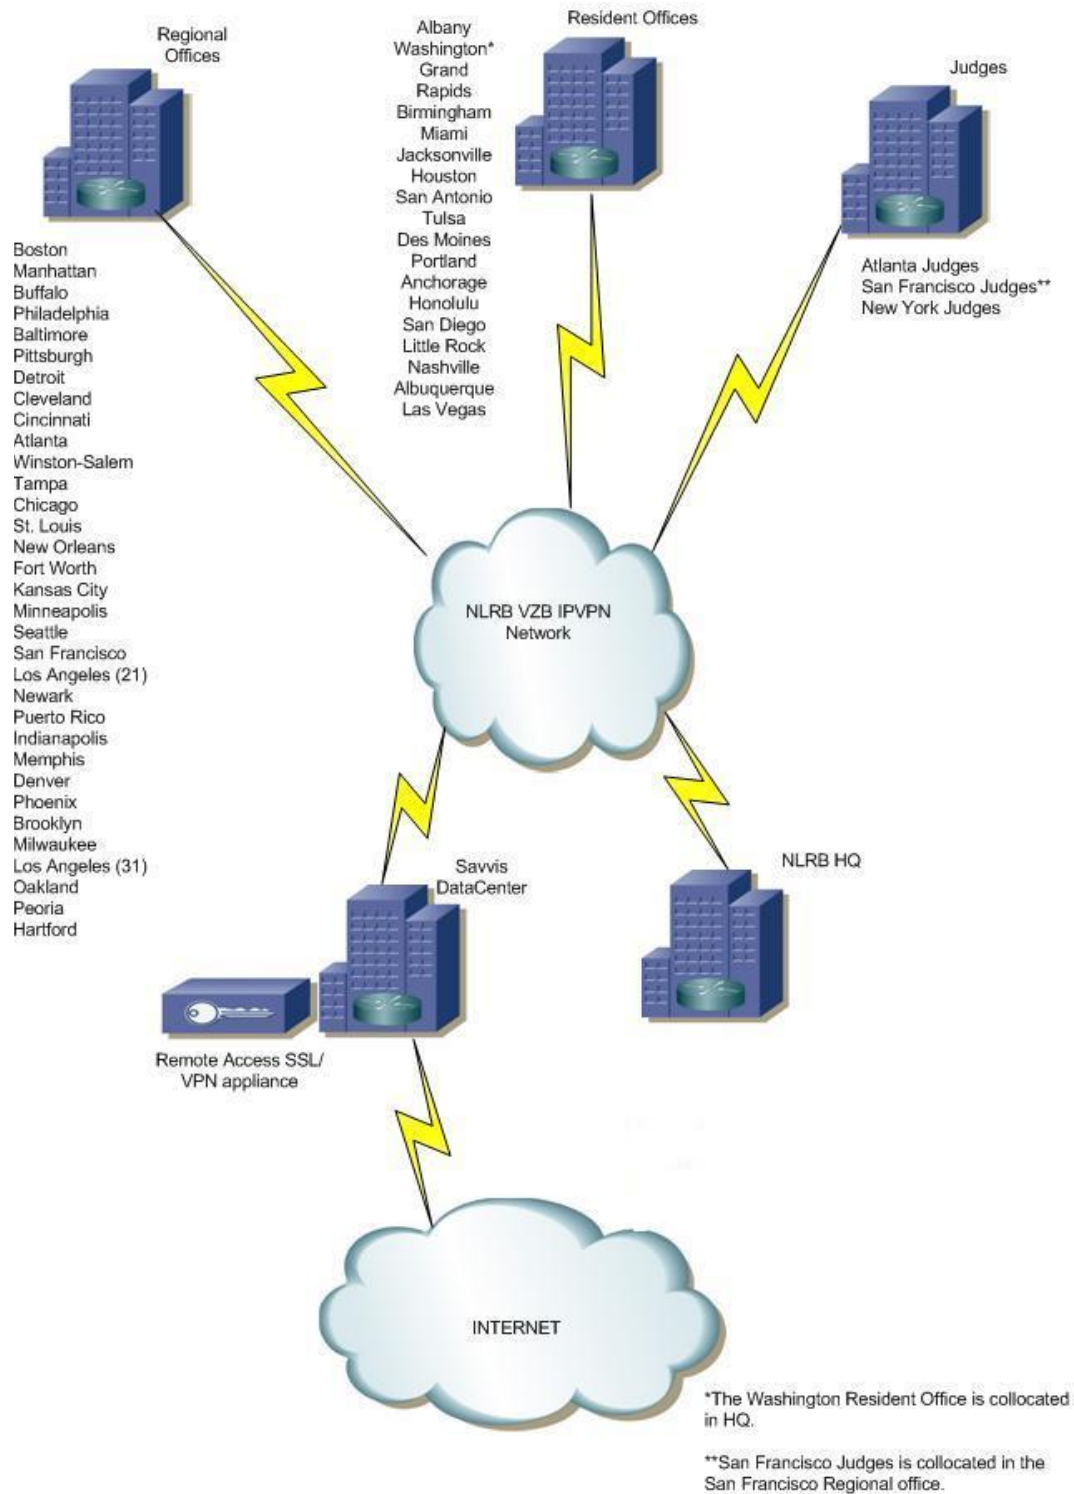 Regional
Offices
Albany
Washington*
Grand
Rapids
Birmingham
Miami
Jacksonville
Houston
San Antonio
Tulsa
Des Moines
Portland
Anchorage
Honolulu
San Diego
Little Rock
Nashville
Albuquerque
Las Vegas
Resident Offices
Judges
Atlanta Judges
San Francisco Judges**
New York Judges
Boston
Manhattan
Buffalo
Philadelphia
Baltimore
Pittsburgh
Detroit
Cleveland
Cincinnati
Atlanta
Winston-Salem
Tampa
Chicago
St. Louis
New Orleans
Fort Worth
Kansas City
Minneapolis
Seattle
San Francisco
Los Angeles (21)
Newark
Puerto Rico
Indianapolis
Memphis
Denver
Phoenix
Brooklyn
Milwaukee
Los Angeles (31)
Oakland
Peoria
Hartford
NLRB VZB IPVPN
Network
Savvis
DataCenter
NLRB HQ
Remote Access SSL/
VPN appliance
INTERNET
*The Washington Resident Office is collocated
in HQ.
**San Francisco Judges is collocated in the
San Francisco Regional office.